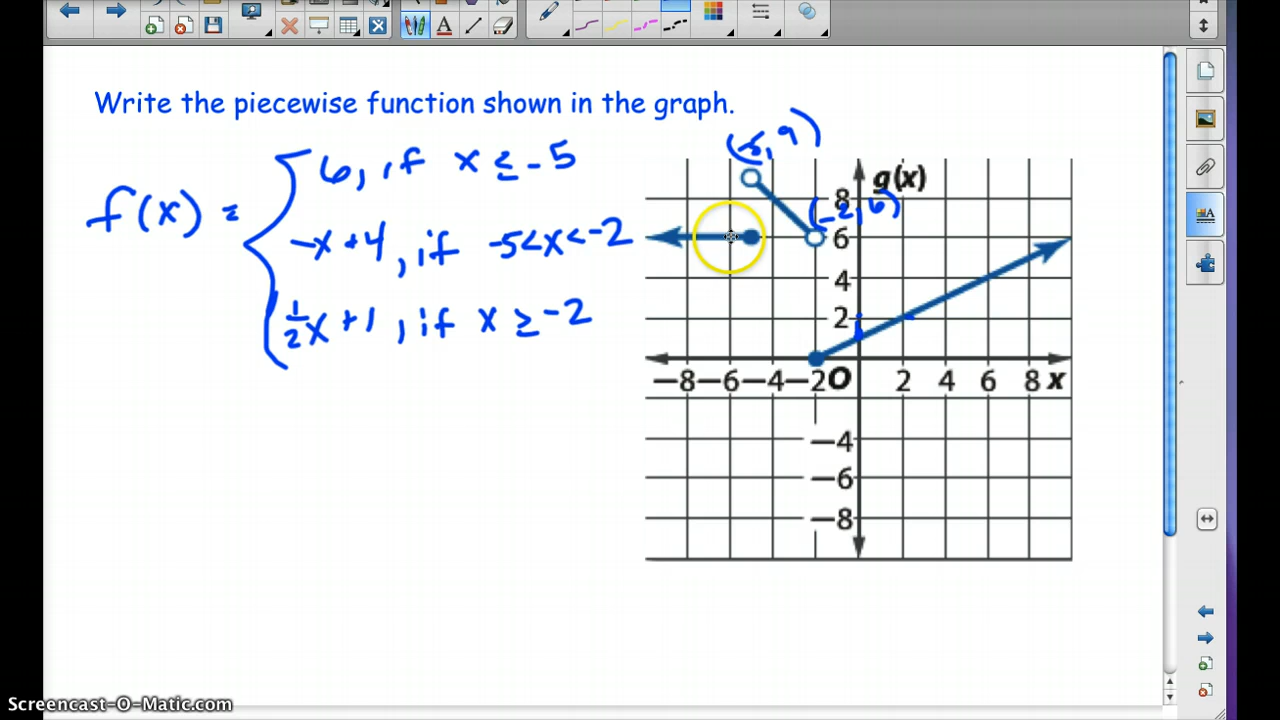 Write the piecewise function shown in the graph.
(-5, 9)
f(x) = { 6, if x ≤ -5
-x + 4, if -5 < x < -2
1/2 x + 1, if x ≥ -2
g(x)
8
(-2, 6)
6
4
2
-8 -6 -4 -2 O 2 4 6 8 x
-4
-6
-8
Screencast-O-Matic.com